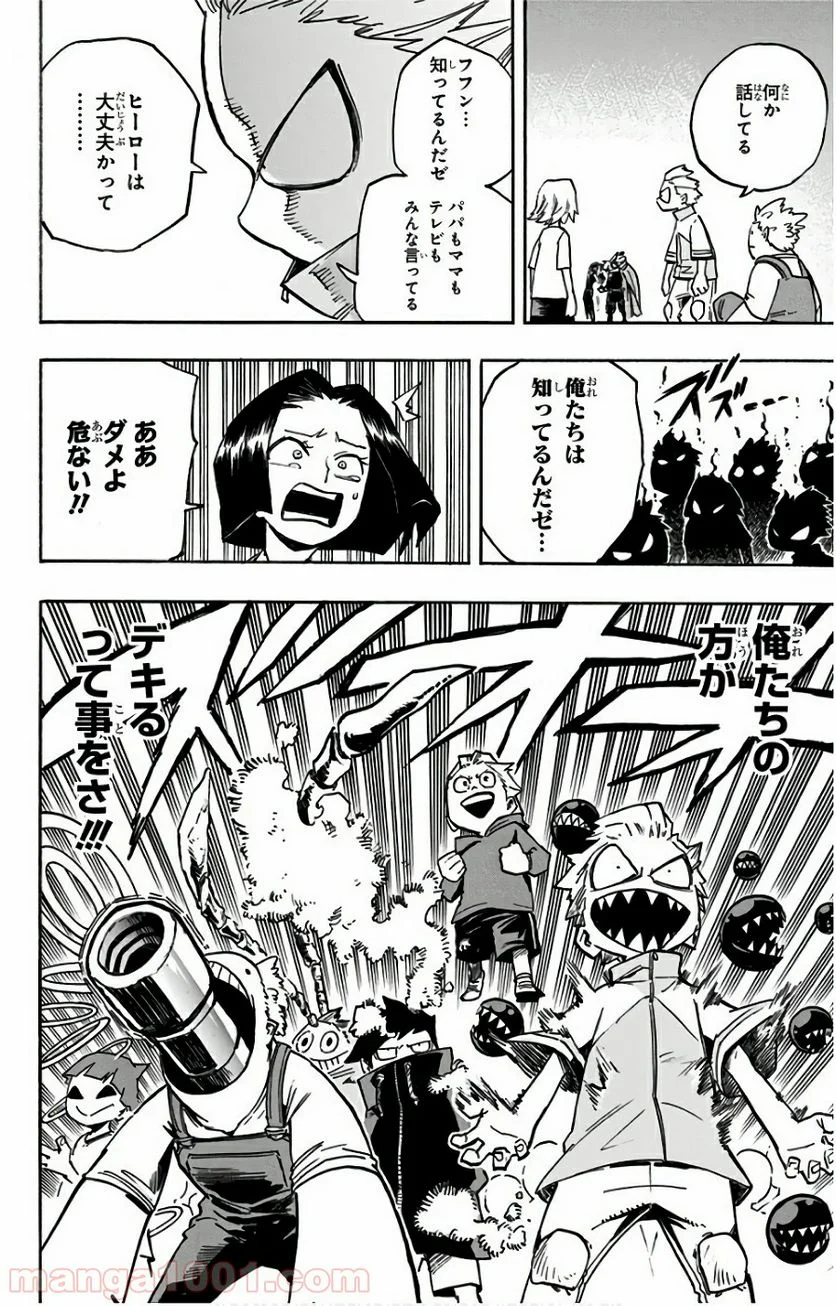 何か
話してる
フフン…
知ってるんだゼ
パパもママも
テレビも
みんな言ってる
ヒーローは
大丈夫かって
………
俺たちは
知ってるんだゼ…
ああ
ダメよ
危ない!!
俺たちの
方が
デキる
って事をさ!!!
manga1001.com